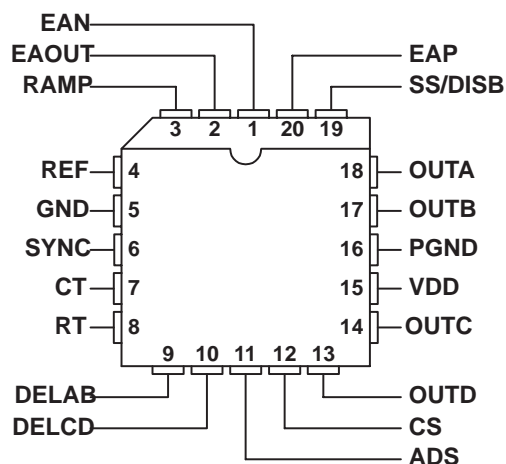 EAN
EAOUT EAP
RAMP SS/DISB
3 2 1 20 19
REF 4 18 OUTA
GND 5 17 OUTB
SYNC 6 16 PGND
CT 7 15 VDD
RT 8 14 OUTC
9 10 11 12 13
DELAB OUTD
DELCD CS
ADS